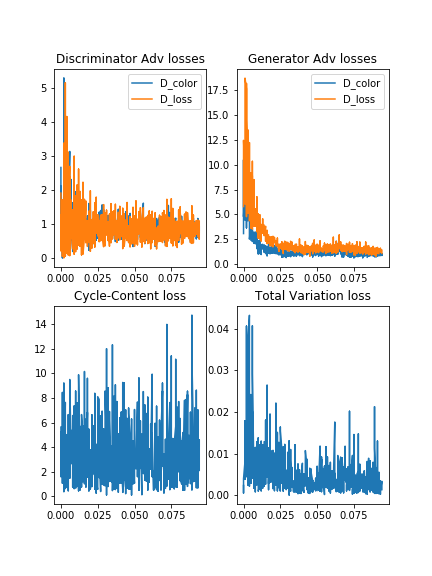 Discriminator Adv losses
5
4
3
2
1
0
0.000 0.025 0.050 0.075
D_color
D_loss
Generator Adv losses
17.5
15.0
12.5
10.0
7.5
5.0
2.5
0.0
0.000 0.025 0.050 0.075
D_color
D_loss
Cycle-Content loss
14
12
10
8
6
4
2
0
0.000 0.025 0.050 0.075
Total Variation loss
0.04
0.03
0.02
0.01
0.00
0.000 0.025 0.050 0.075